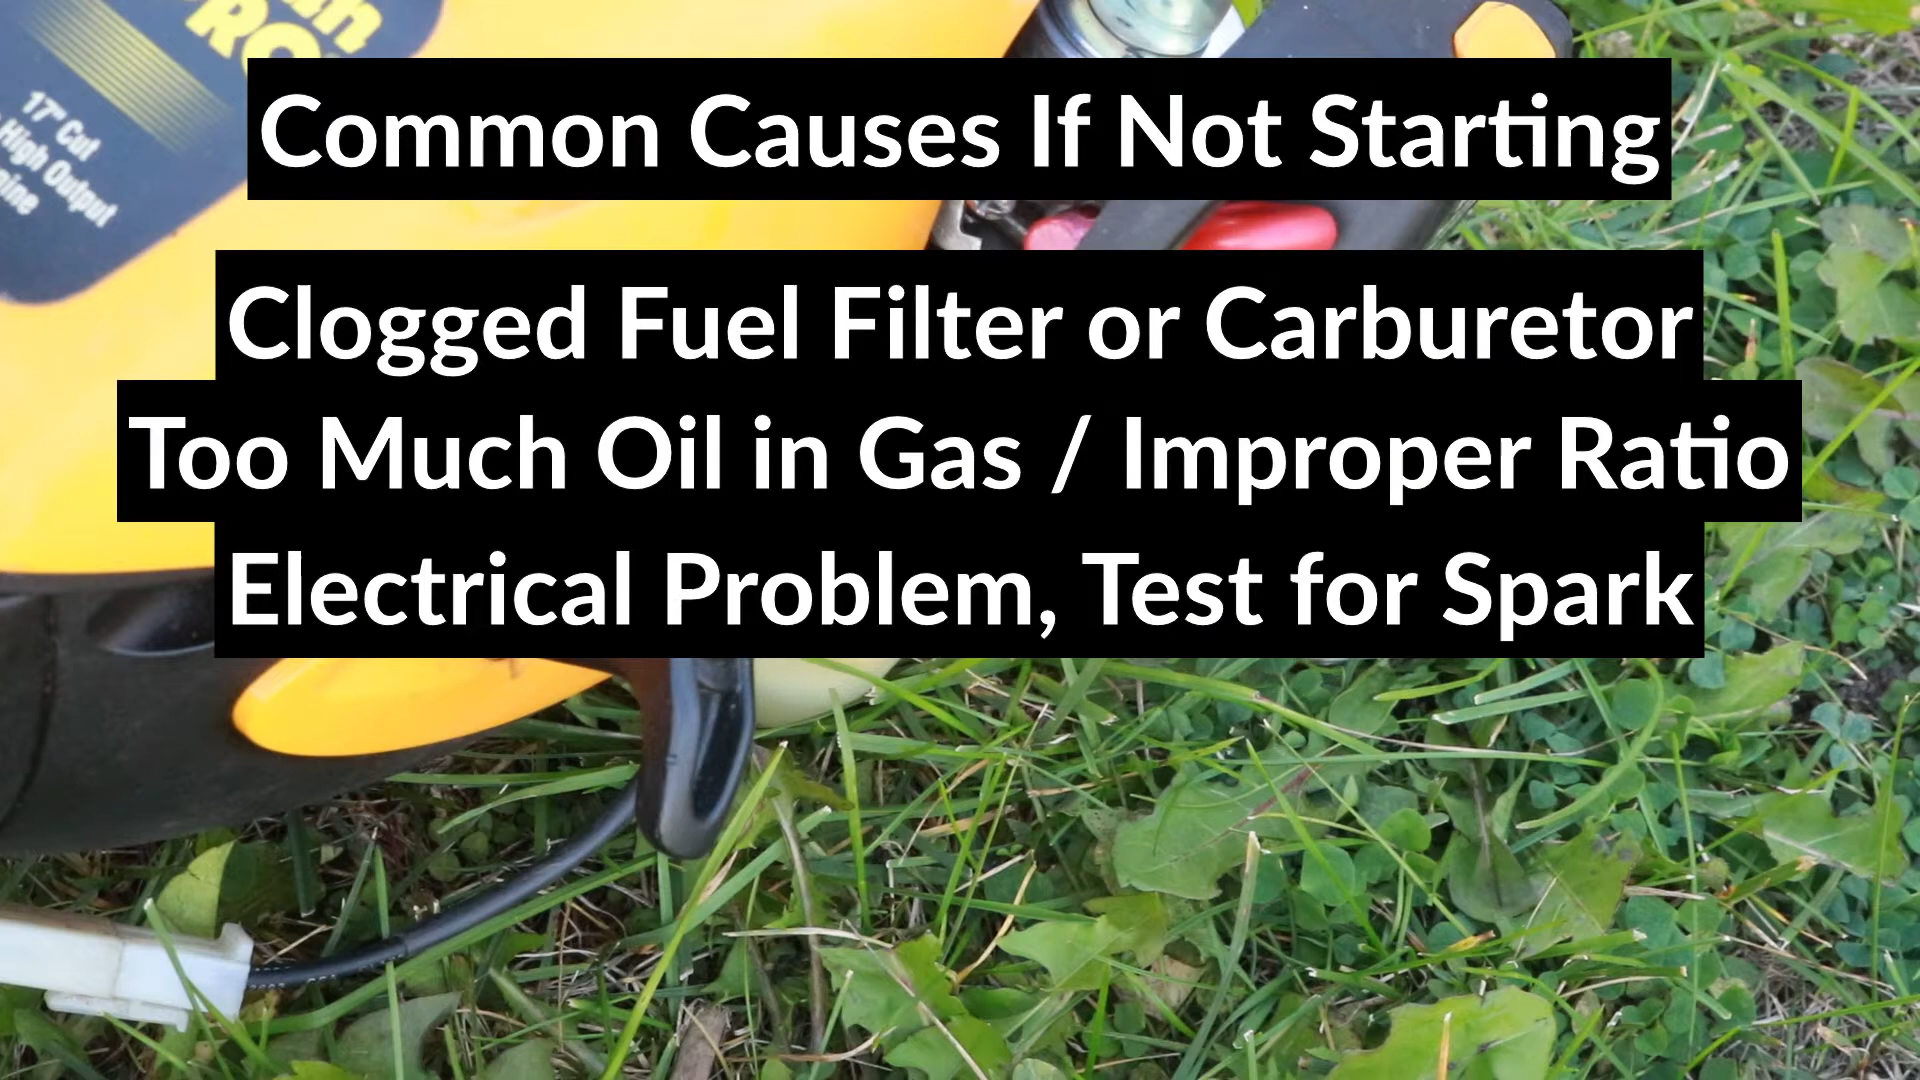 PRO
17" Cut
High Output
Common Causes If Not Starting
Clogged Fuel Filter or Carburetor
Too Much Oil in Gas / Improper Ratio
Electrical Problem, Test for Spark